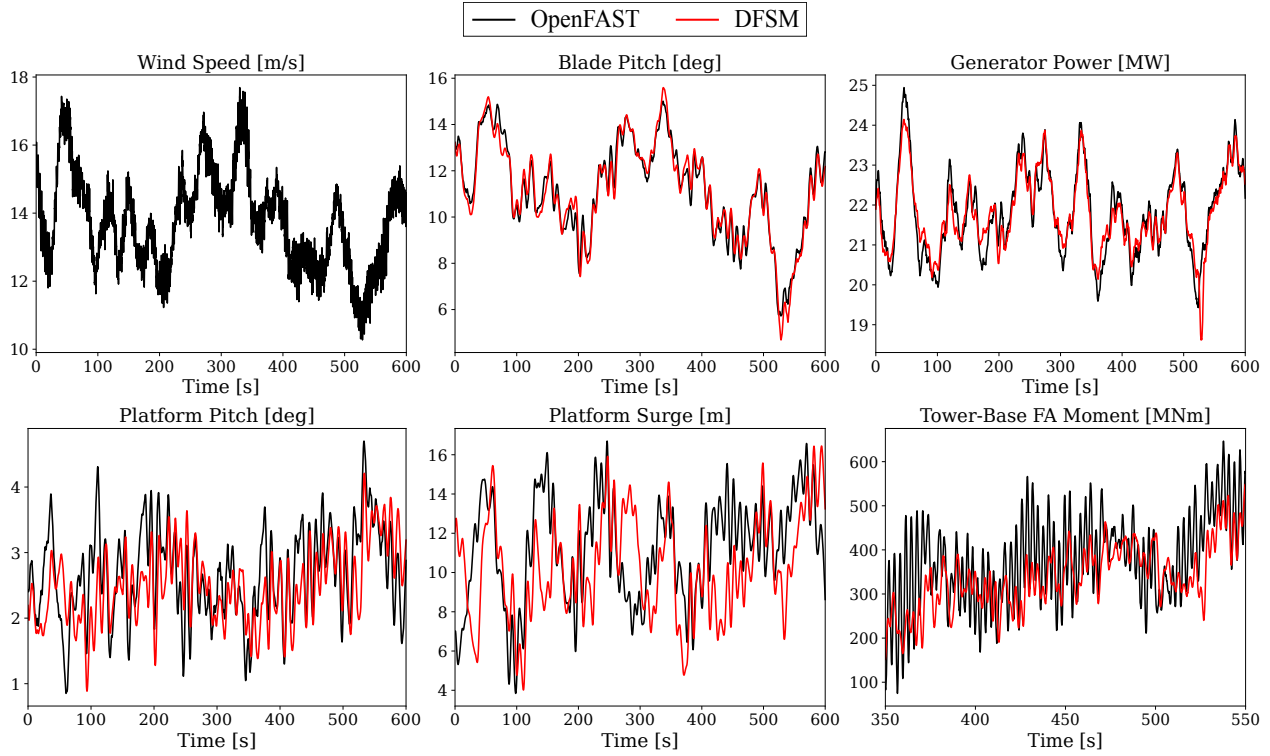 OpenFAST DFSM
Wind Speed [m/s]
18
16
14
12
10
0 100 200 300 400 500 600
Time [s]
Blade Pitch [deg]
16
14
12
10
8
6
0 100 200 300 400 500 600
Time [s]
Generator Power [MW]
25
24
23
22
21
20
19
0 100 200 300 400 500 600
Time [s]
Platform Pitch [deg]
4
3
2
1
0 100 200 300 400 500 600
Time [s]
Platform Surge [m]
16
14
12
10
8
6
4
0 100 200 300 400 500 600
Time [s]
Tower-Base FA Moment [MNm]
600
500
400
300
200
100
350 400 450 500 550
Time [s]